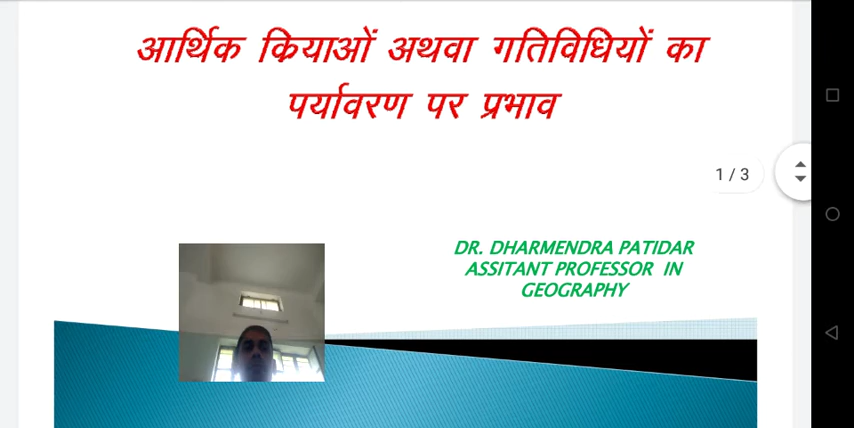 आर्थिक क्रियाओं अथवा गतिविधियों का
पर्यावरण पर प्रभाव
1 / 3
DR. DHARMENDRA PATIDAR
ASSITANT PROFESSOR IN
GEOGRAPHY